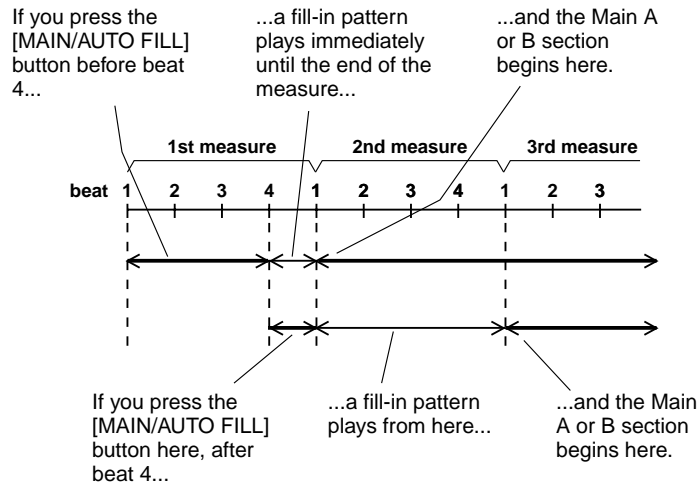 If you press the
[MAIN/AUTO FILL]
button before beat
4...
...a fill-in pattern
plays immediately
until the end of the
measure...
...and the Main A
or B section
begins here.
1st measure 2nd measure 3rd measure
beat 1 2 3 4 1 2 3 4 1 2 3
If you press the
[MAIN/AUTO FILL]
button here, after
beat 4...
...a fill-in pattern
plays from here...
...and the Main
A or B section
begins here.